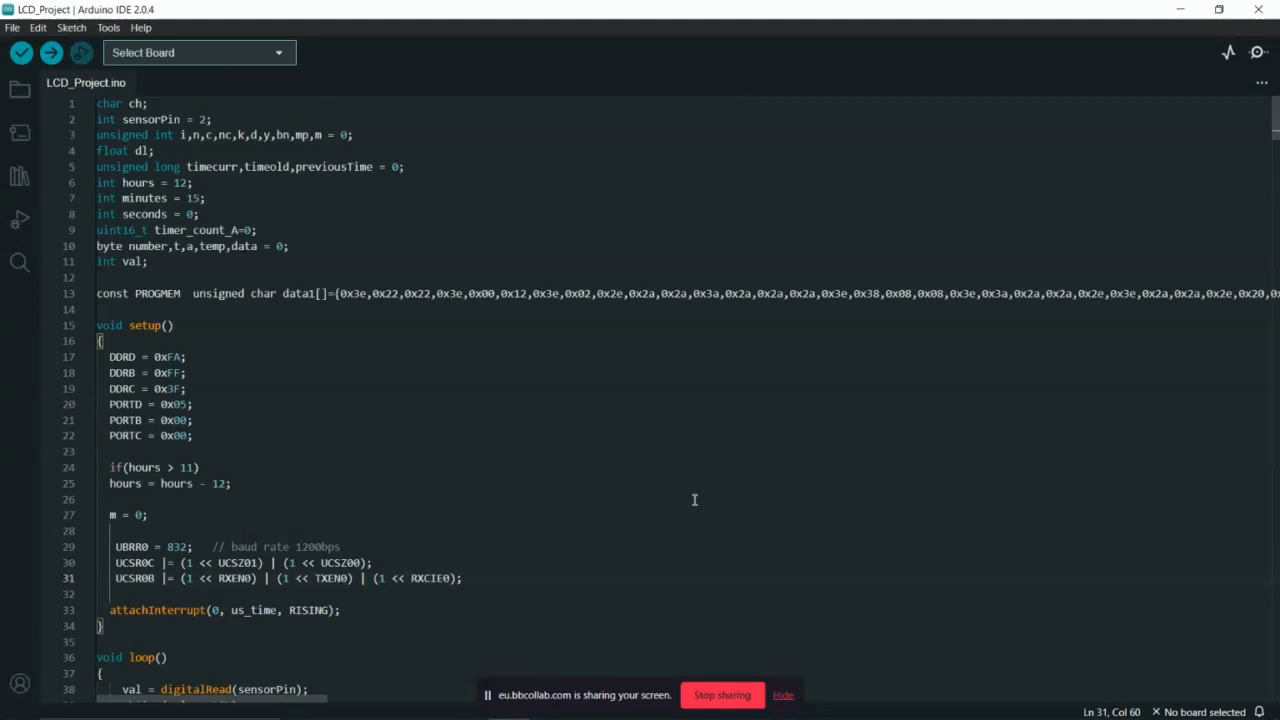 LCD_Project | Arduino IDE 2.0.4
File Edit Sketch Tools Help
Select Board
LCD_Project.ino
1 char ch;
2 int sensorPin = 2;
3 unsigned int i,n,c,nc,k,d,y,bn,mp,m = 0;
4 float dl;
5 unsigned long timecurr,timeold,previousTime = 0;
6 int hours = 12;
7 int minutes = 15;
8 int seconds = 0;
9 uint16_t timer_count_A=0;
10 byte number,t,a,temp,data = 0;
11 int val;
12
13 const PROGMEM  unsigned char data1[]={0x3e,0x22,0x22,0x3e,0x00,0x12,0x3e,0x02,0x2e,0x2a,0x2a,0x3a,0x2a,0x2a,0x2a,0x3e,0x38,0x08,0x08,0x3e,0x3a,0x2a,0x2a,0x2e,0x3e,0x2a,0x2a,0x2e,0x20,0x
14
15 void setup()
16 {
17 DDRD = 0xFA;
18 DDRB = 0xFF;
19 DDRC = 0x3F;
20 PORTD = 0x05;
21 PORTB = 0x00;
22 PORTC = 0x00;
23
24 if(hours > 11)
25 hours = hours - 12;
26
27 m = 0;
28
29 UBRR0 = 832;   // baud rate 1200bps
30 UCSR0C |= (1 << UCSZ01) | (1 << UCSZ00);
31 UCSR0B |= (1 << RXEN0) | (1 << TXEN0) | (1 << RXCIE0);
32
33 attachInterrupt(0, us_time, RISING);
34 }
35
36 void loop()
37 {
38 val = digitalRead(sensorPin);
eu.bbcollab.com is sharing your screen. Stop sharing Hide
Ln 31, Col 60 No board selected